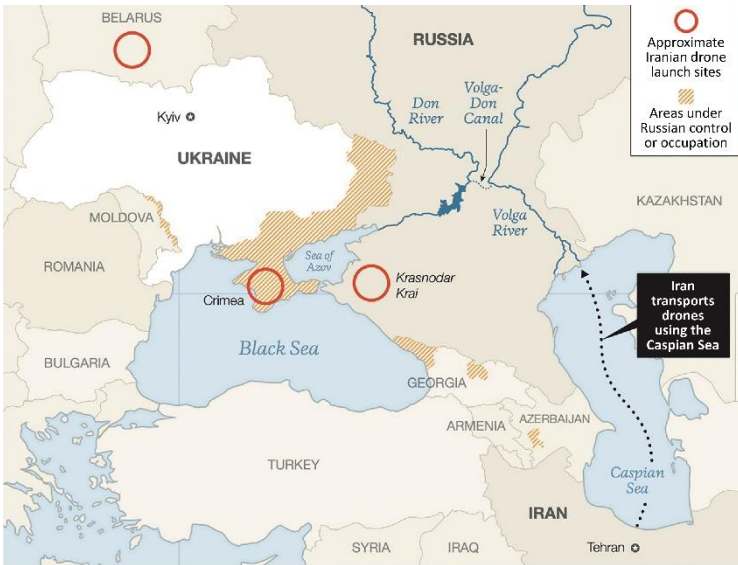 BELARUS
RUSSIA
Approximate
Iranian drone
launch sites
Areas under
Russian control
or occupation
Volga-
Don
Canal
Don
River
Kyiv
UKRAINE
KAZAKHSTAN
MOLDOVA
Volga
River
ROMANIA
Sea of
Azov
Krasnodar
Krai
Crimea
Iran
transports
drones
using the
Caspian Sea
Black Sea
BULGARIA
GEORGIA
ARMENIA
AZERBAIJAN
TURKEY
Caspian
Sea
IRAN
SYRIA
IRAQ
Tehran